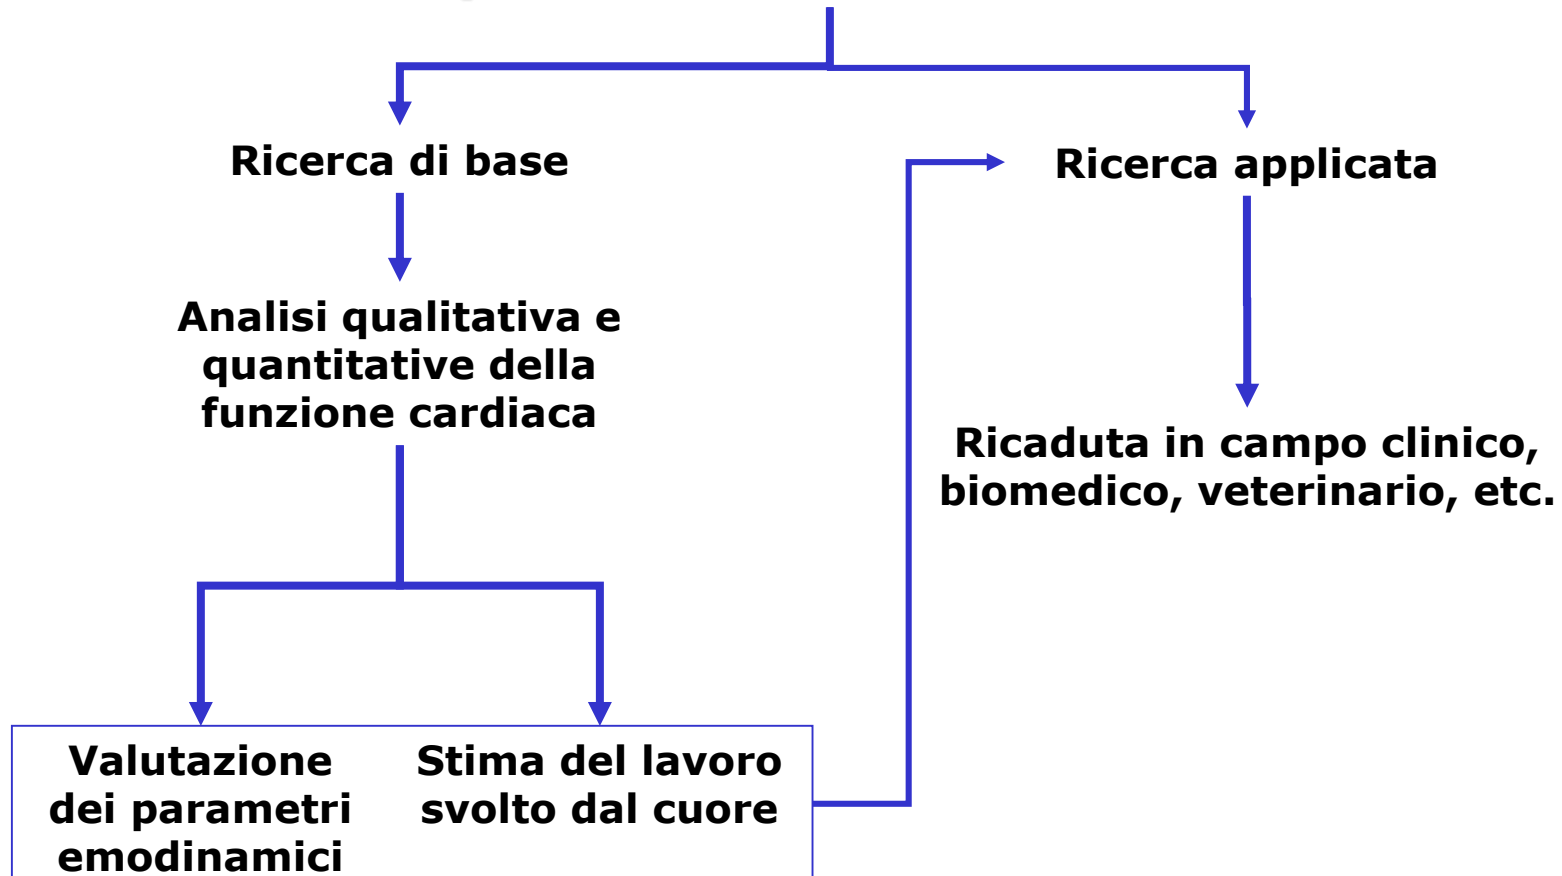 Ricerca di base
Ricerca applicata
Analisi qualitativa e
quantitative della
funzione cardiaca
Ricaduta in campo clinico,
biomedico, veterinario, etc.
Valutazione
dei parametri
emodinamici
Stima del lavoro
svolto dal cuore